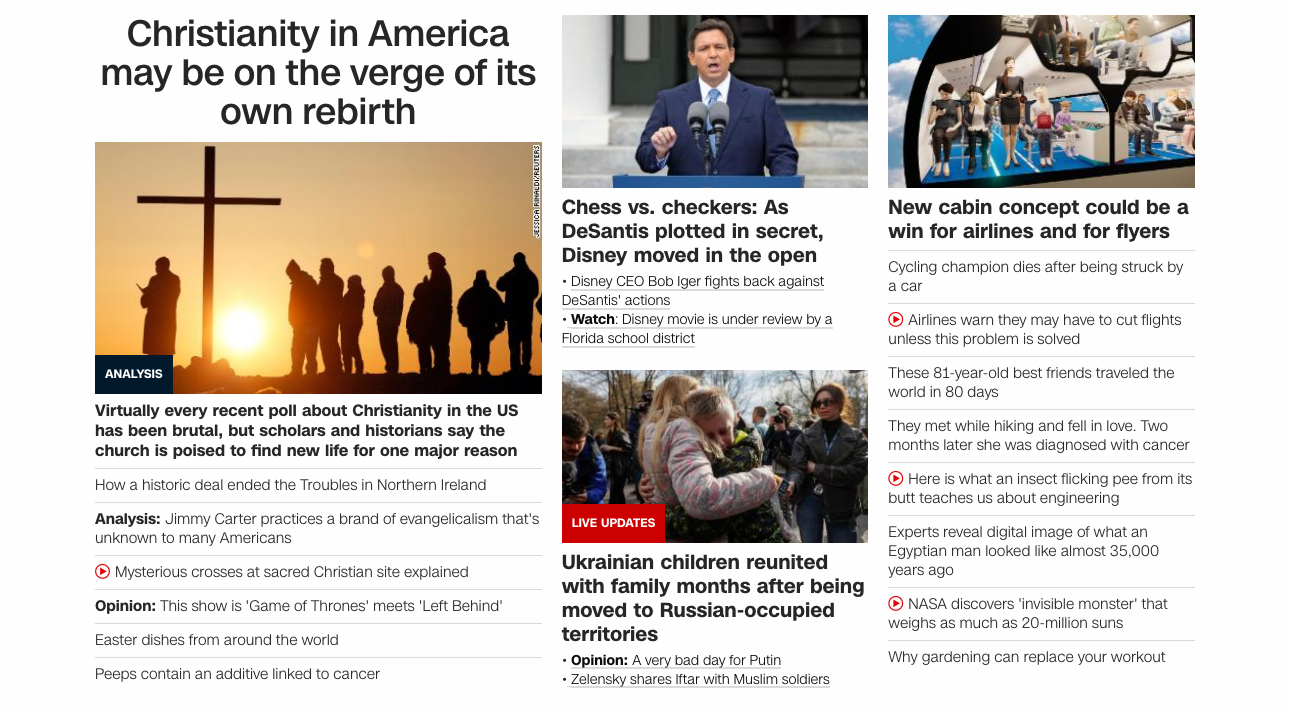 Christianity in America
may be on the verge of its
own rebirth
JESSICA RINALDI/REUTERS
ANALYSIS
Virtually every recent poll about Christianity in the US
has been brutal, but scholars and historians say the
church is poised to find new life for one major reason
How a historic deal ended the Troubles in Northern Ireland
Analysis: Jimmy Carter practices a brand of evangelicalism that's
unknown to many Americans
Mysterious crosses at sacred Christian site explained
Opinion: This show is 'Game of Thrones' meets 'Left Behind'
Easter dishes from around the world
Peeps contain an additive linked to cancer
Chess vs. checkers: As
DeSantis plotted in secret,
Disney moved in the open
• Disney CEO Bob Iger fights back against
DeSantis' actions
• Watch: Disney movie is under review by a
Florida school district
LIVE UPDATES
Ukrainian children reunited
with family months after being
moved to Russian-occupied
territories
• Opinion: A very bad day for Putin
• Zelensky shares Iftar with Muslim soldiers
New cabin concept could be a
win for airlines and for flyers
Cycling champion dies after being struck by
a car
Airlines warn they may have to cut flights
unless this problem is solved
These 81-year-old best friends traveled the
world in 80 days
They met while hiking and fell in love. Two
months later she was diagnosed with cancer
Here is what an insect flicking pee from its
butt teaches us about engineering
Experts reveal digital image of what an
Egyptian man looked like almost 35,000
years ago
NASA discovers 'invisible monster' that
weighs as much as 20-million suns
Why gardening can replace your workout